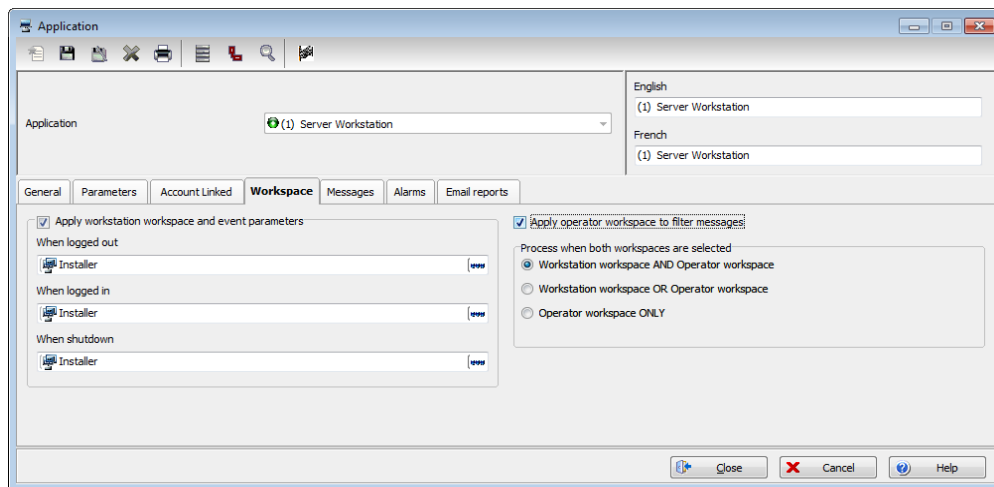 Application
English
(1) Server Workstation
Application
(1) Server Workstation
French
(1) Server Workstation
General
Parameters
Account Linked
Workspace
Messages
Alarms
Email reports
Apply workstation workspace and event parameters
When logged out
Installer
When logged in
Installer
When shutdown
Installer
Apply operator workspace to filter messages
Process when both workspaces are selected
Workstation workspace AND Operator workspace
Workstation workspace OR Operator workspace
Operator workspace ONLY
Close
Cancel
Help